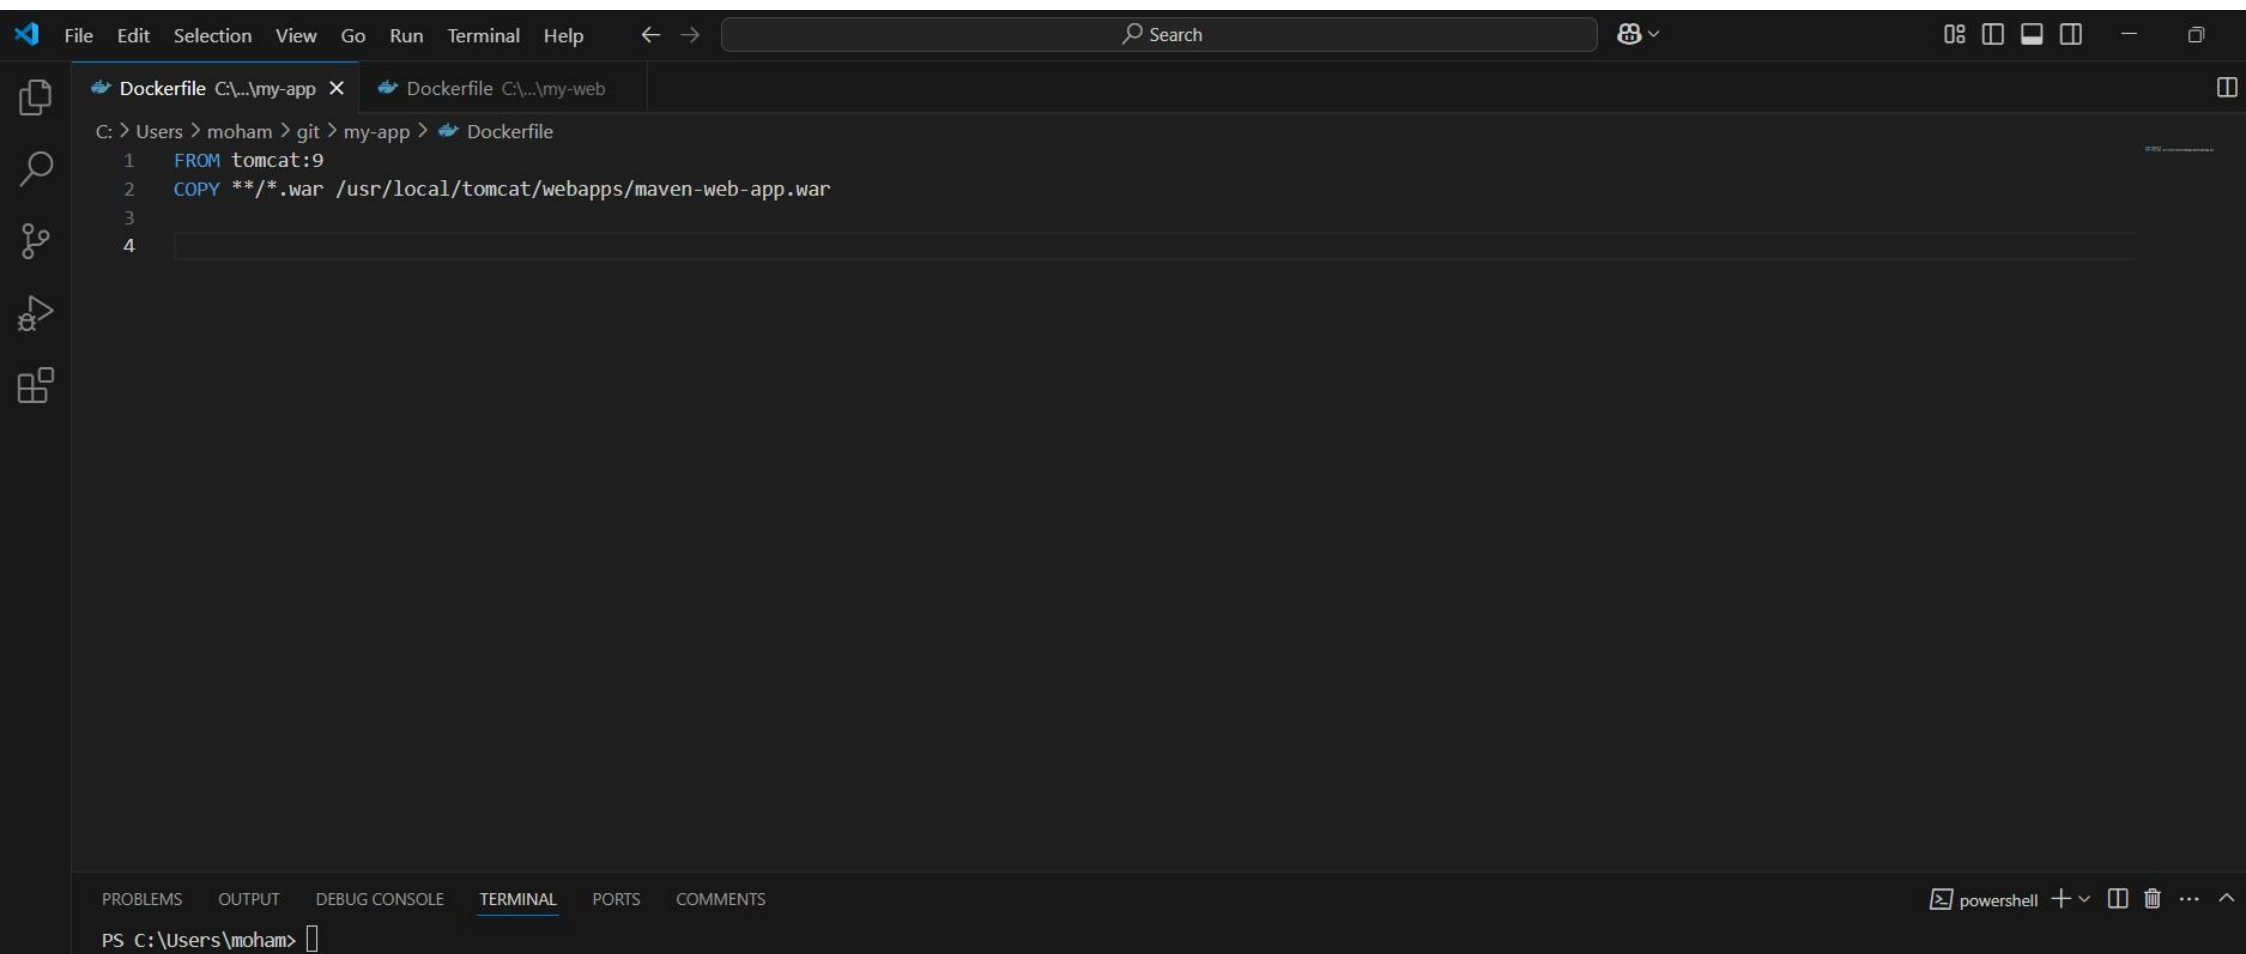 File Edit Selection View Go Run Terminal Help Search
Dockerfile C:\...\my-app Dockerfile C:\...\my-web
C: > Users > moham > git > my-app > Dockerfile
1 FROM tomcat:9
2 COPY **/*.war /usr/local/tomcat/webapps/maven-web-app.war
3
4
PROBLEMS OUTPUT DEBUG CONSOLE TERMINAL PORTS COMMENTS powershell
PS C:\Users\moham>